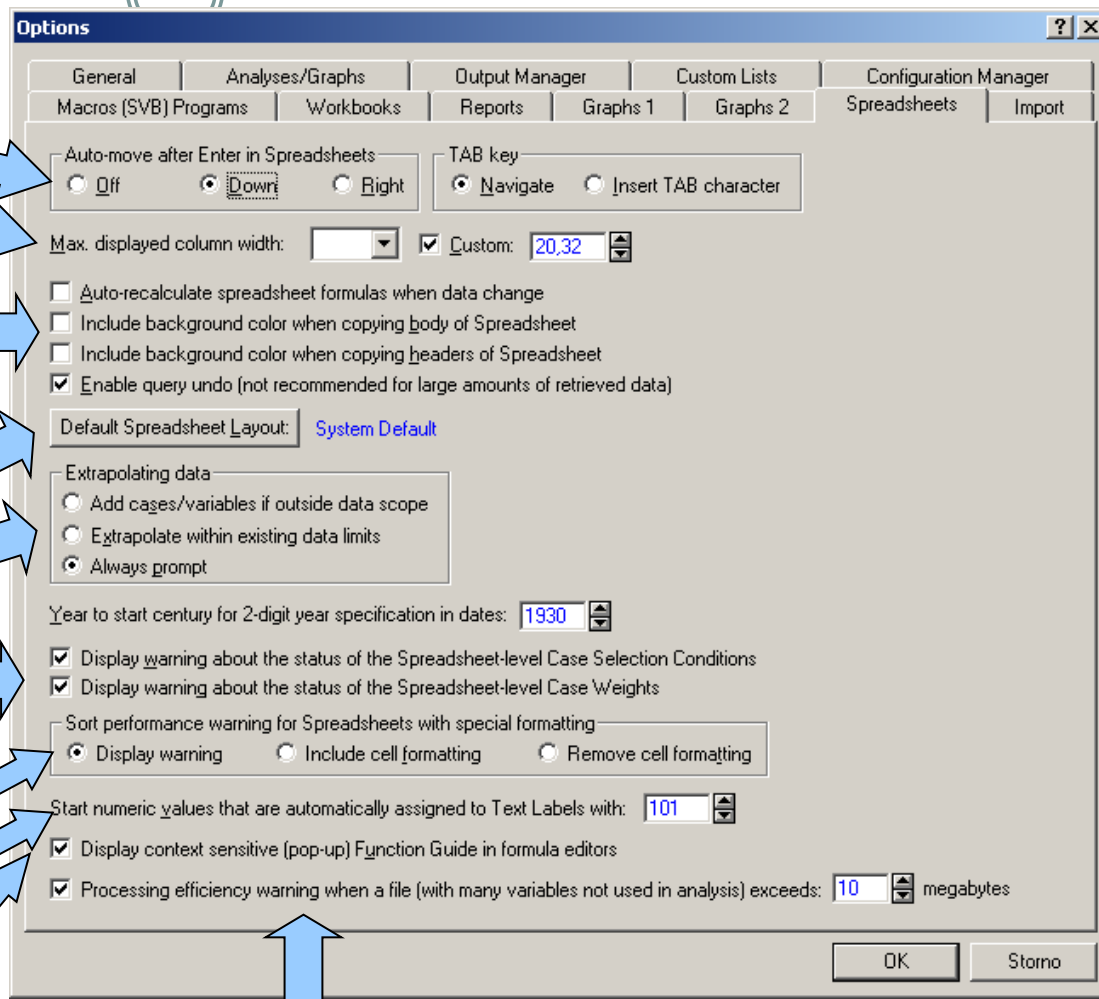 Options
General Analyses/Graphs Output Manager Custom Lists Configuration Manager
Macros (SVB) Programs Workbooks Reports Graphs 1 Graphs 2 Spreadsheets Import
Auto-move after Enter in Spreadsheets TAB key
Off Down Right Navigate Insert TAB character
Max. displayed column width: Custom: 20,32
Auto-recalculate spreadsheet formulas when data change
Include background color when copying body of Spreadsheet
Include background color when copying headers of Spreadsheet
Enable query undo (not recommended for large amounts of retrieved data)
Default Spreadsheet Layout: System Default
Extrapolating data
Add cases/variables if outside data scope
Extrapolate within existing data limits
Always prompt
Year to start century for 2-digit year specification in dates: 1930
Display warning about the status of the Spreadsheet-level Case Selection Conditions
Display warning about the status of the Spreadsheet-level Case Weights
Sort performance warning for Spreadsheets with special formatting
Display warning Include cell formatting Remove cell formatting
Start numeric values that are automatically assigned to Text Labels with: 101
Display context sensitive (pop-up) Function Guide in formula editors
Processing efficiency warning when a file (with many variables not used in analysis) exceeds: 10 megabytes
OK Storno